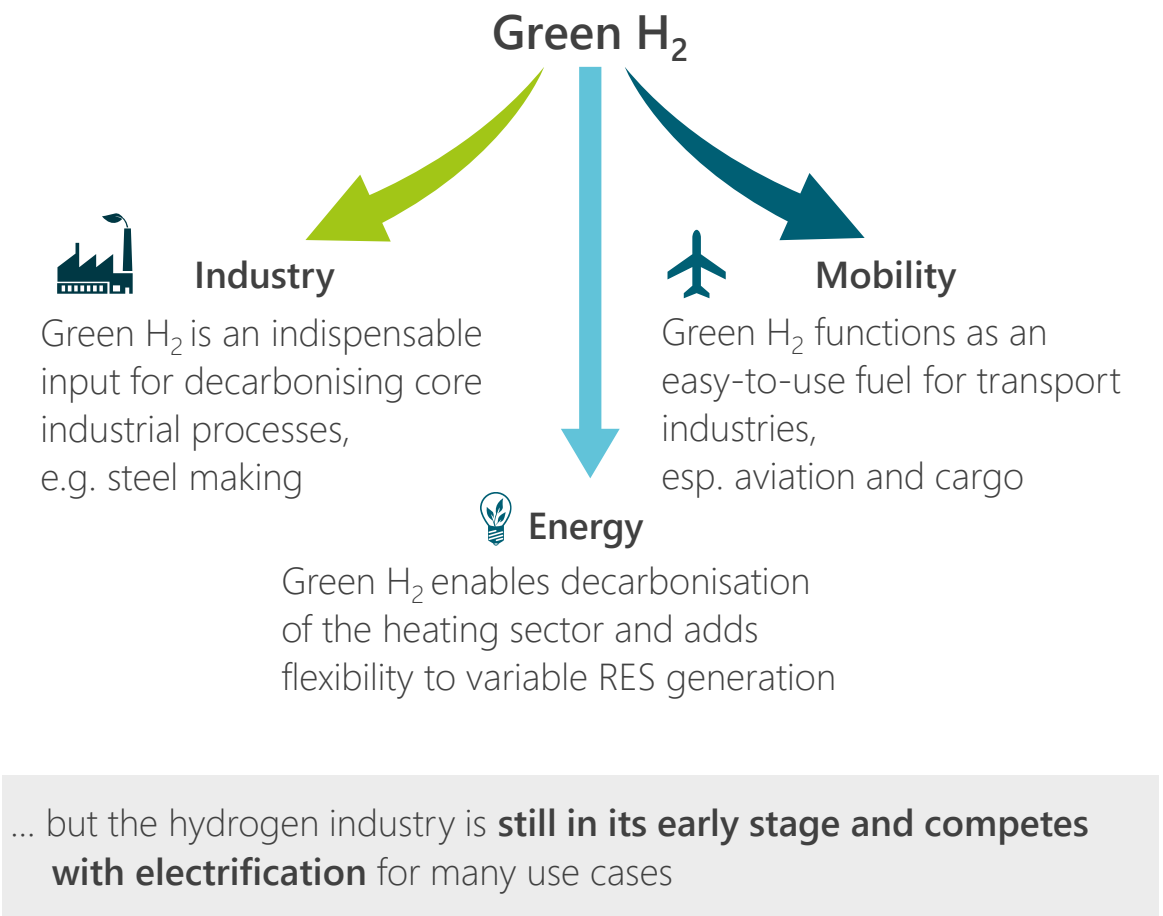 Green H₂
Industry
Green H₂ is an indispensable
input for decarbonising core
industrial processes,
e.g. steel making
Mobility
Green H₂ functions as an
easy-to-use fuel for transport
industries,
esp. aviation and cargo
Energy
Green H₂ enables decarbonisation
of the heating sector and adds
flexibility to variable RES generation
... but the hydrogen industry is still in its early stage and competes
with electrification for many use cases